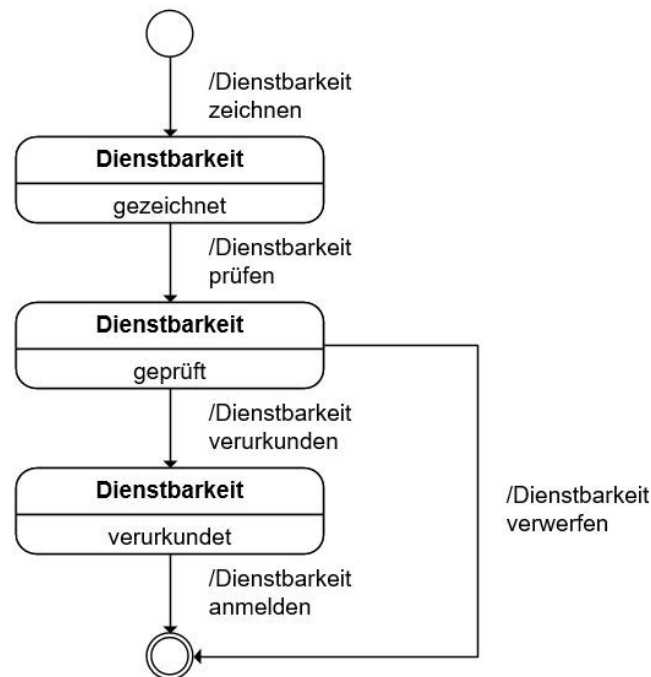 /Dienstbarkeit
zeichnen
Dienstbarkeit
gezeichnet
/Dienstbarkeit
prüfen
Dienstbarkeit
geprüft
/Dienstbarkeit
verurkunden
Dienstbarkeit
verurkundet
/Dienstbarkeit
verwerfen
/Dienstbarkeit
anmelden